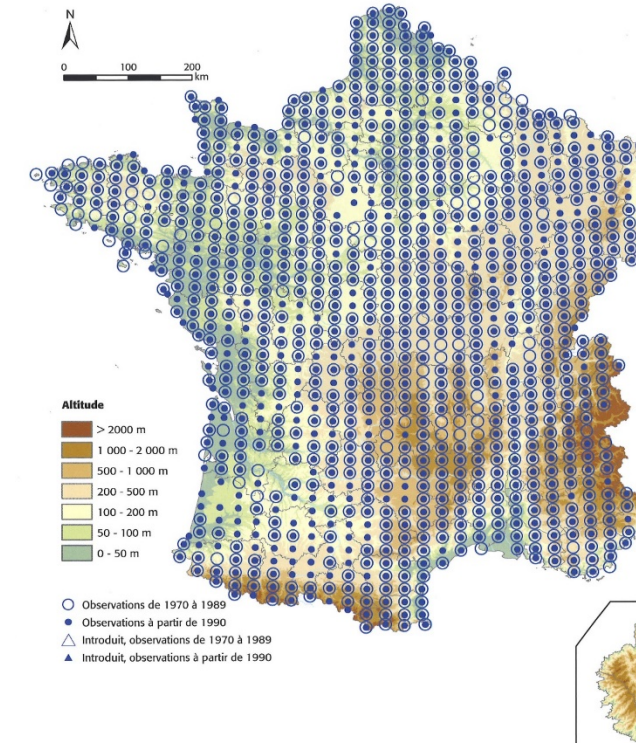 N
0 100 200
km
Altitude
> 2000 m
1 000 - 2 000 m
500 - 1 000 m
200 - 500 m
100 - 200 m
50 - 100 m
0 - 50 m
Observations de 1970 à 1989
Observations à partir de 1990
Introduit, observations de 1970 à 1989
Introduit, observations à partir de 1990